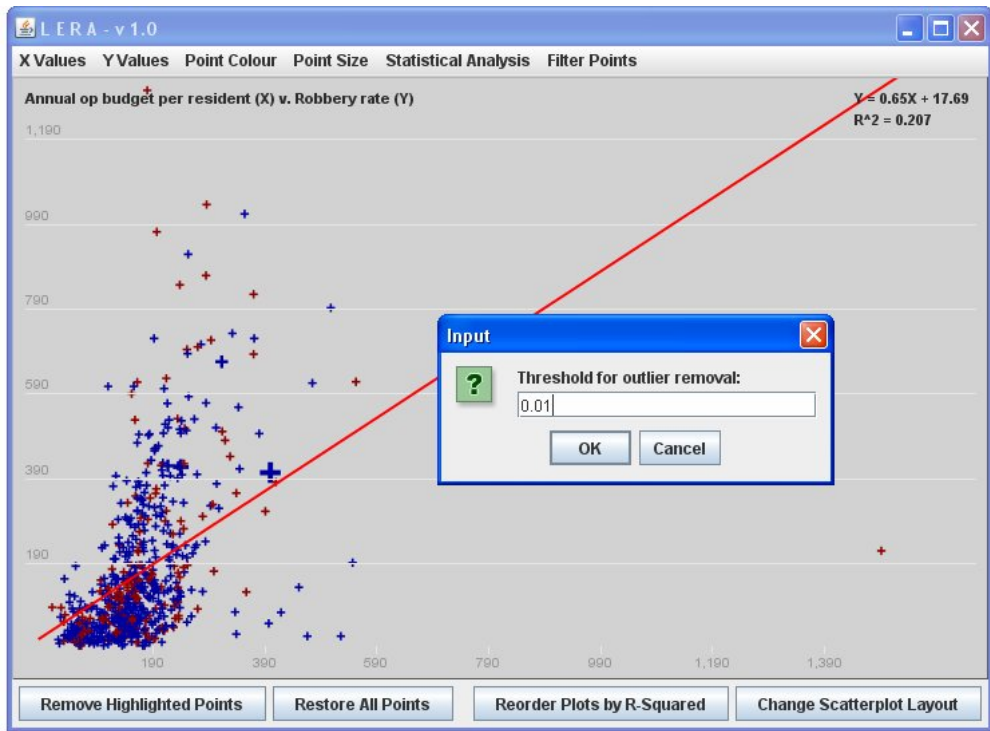 L E R A - v 1.0
X Values Y Values Point Colour Point Size Statistical Analysis Filter Points
Annual op budget per resident (X) v. Robbery rate (Y)
Y = 0.65X + 17.69
R^2 = 0.207
1,190
990
790
590
390
190
190 390 590 790 990 1,190 1,390
Input
?
Threshold for outlier removal:
0.01
OK Cancel
Remove Highlighted Points Restore All Points Reorder Plots by R-Squared Change Scatterplot Layout